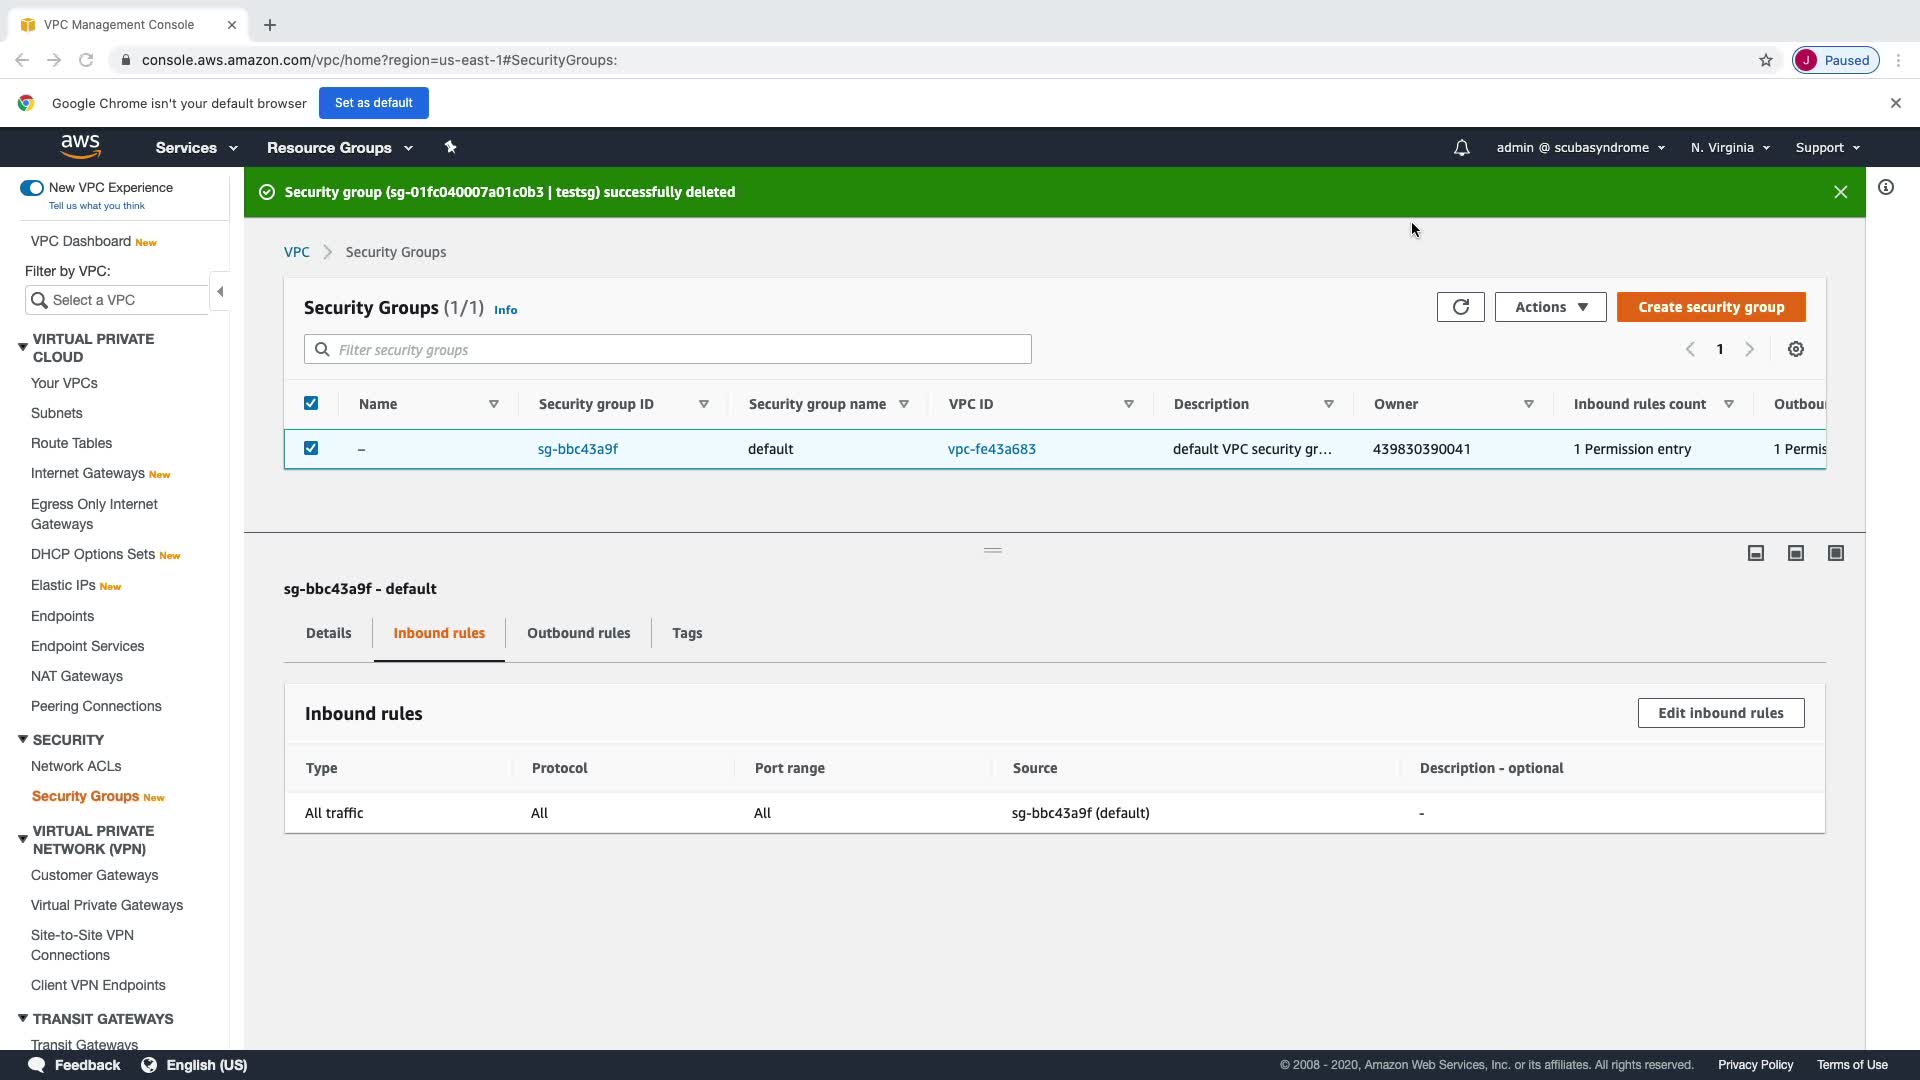 VPC Management Console
console.aws.amazon.com/vpc/home?region=us-east-1#SecurityGroups:
J Paused
Google Chrome isn't your default browser Set as default
aws Services Resource Groups admin @ scubasyndrome N. Virginia Support
New VPC Experience
Tell us what you think
Security group (sg-01fc040007a01c0b3 | testsg) successfully deleted
VPC Dashboard New
Filter by VPC:
Select a VPC
VIRTUAL PRIVATE
CLOUD
Your VPCs
Subnets
Route Tables
Internet Gateways New
Egress Only Internet
Gateways
DHCP Options Sets New
Elastic IPs New
Endpoints
Endpoint Services
NAT Gateways
Peering Connections
SECURITY
Network ACLs
Security Groups New
VIRTUAL PRIVATE
NETWORK (VPN)
Customer Gateways
Virtual Private Gateways
Site-to-Site VPN
Connections
Client VPN Endpoints
TRANSIT GATEWAYS
Transit Gateways
VPC Security Groups
Security Groups (1/1) Info
Actions Create security group
Filter security groups
1
Name Security group ID Security group name VPC ID Description Owner Inbound rules count Outbou
– sg-bbc43a9f default vpc-fe43a683 default VPC security gr... 439830390041 1 Permission entry 1 Permis
sg-bbc43a9f - default
Details Inbound rules Outbound rules Tags
Inbound rules Edit inbound rules
Type Protocol Port range Source Description - optional
All traffic All All sg-bbc43a9f (default) -
Feedback English (US) © 2008 - 2020, Amazon Web Services, Inc. or its affiliates. All rights reserved. Privacy Policy Terms of Use